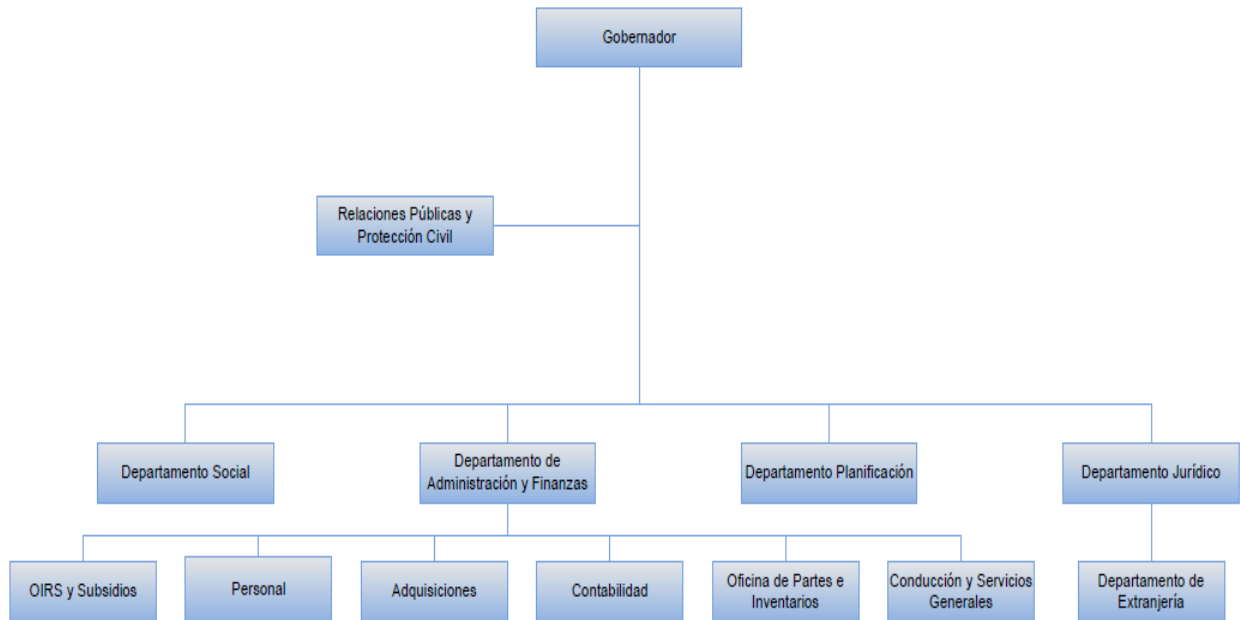 Gobernador
Relaciones Públicas y
Protección Civil
Departamento Social
Departamento de
Administración y Finanzas
Departamento Planificación
Departamento Jurídico
OIRS y Subsidios
Personal
Adquisiciones
Contabilidad
Oficina de Partes e
Inventarios
Conducción y Servicios
Generales
Departamento de
Extranjería